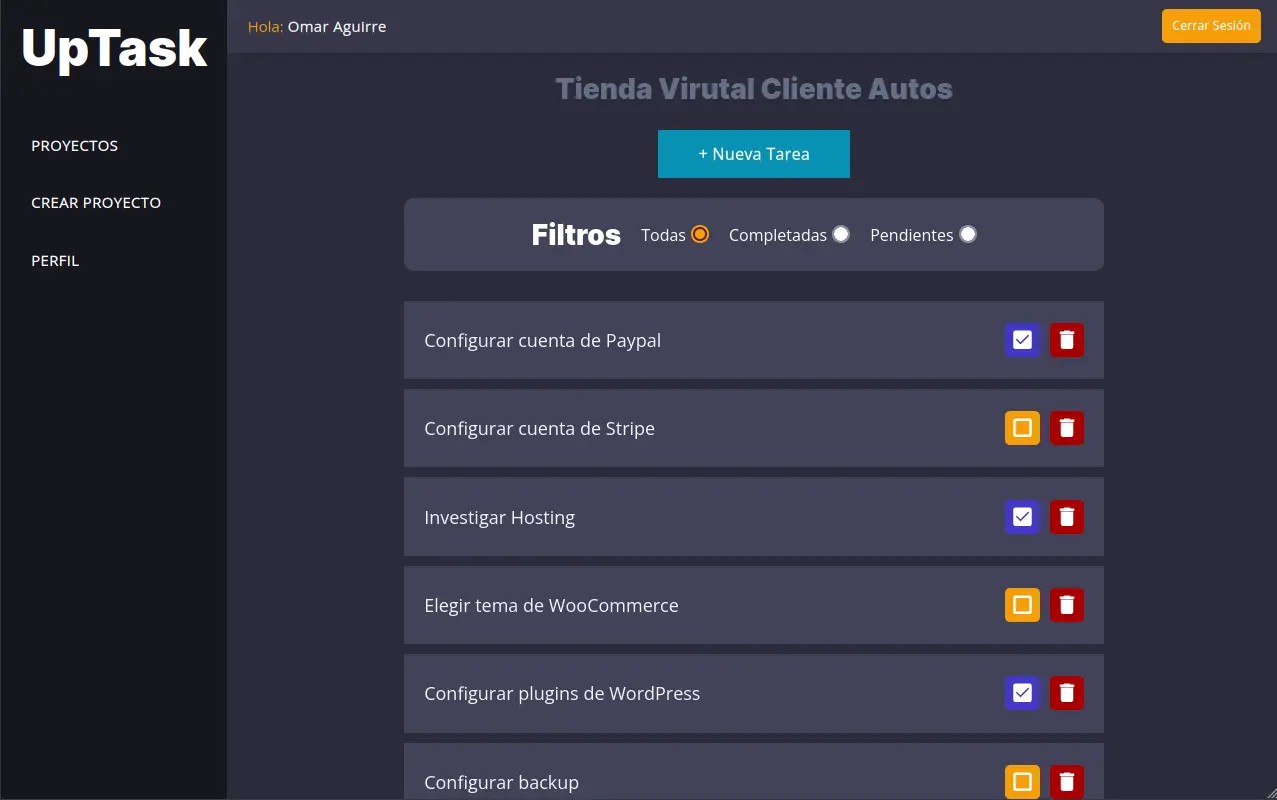 UpTask
Hola: Omar AguIrre
Cerrar Sesión
PROYECTOS
CREAR PROYECTO
PERFIL
Tienda Virutal Cliente Autos
+ Nueva Tarea
Filtros Todas Completadas Pendientes
Configurar cuenta de Paypal
Configurar cuenta de Stripe
Investigar Hosting
Elegir tema de WooCommerce
Configurar plugins de WordPress
Configurar backup